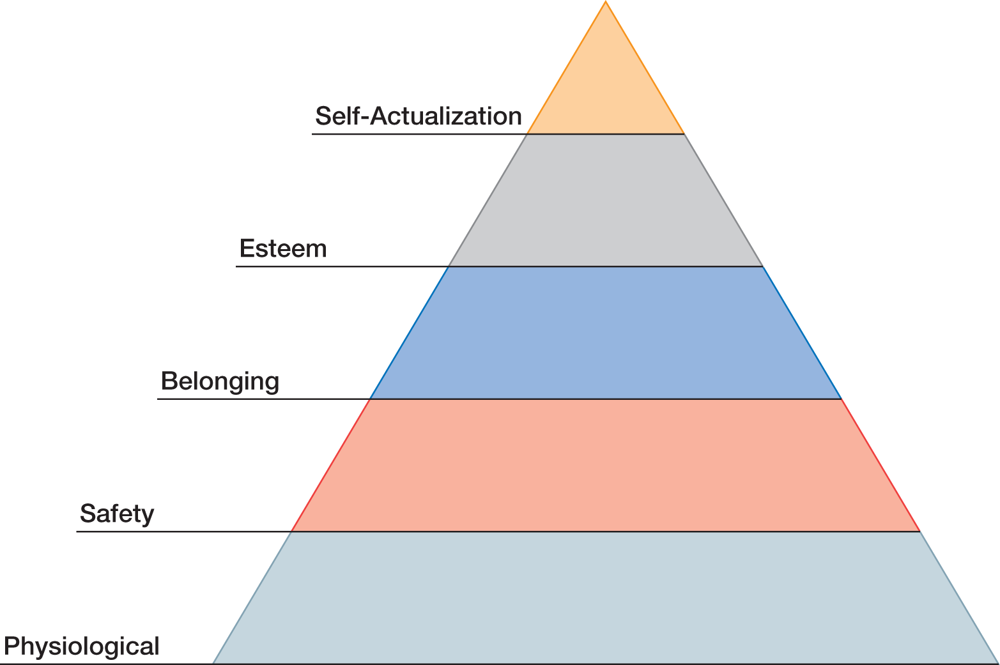 Self-Actualization
Esteem
Belonging
Safety
Physiological